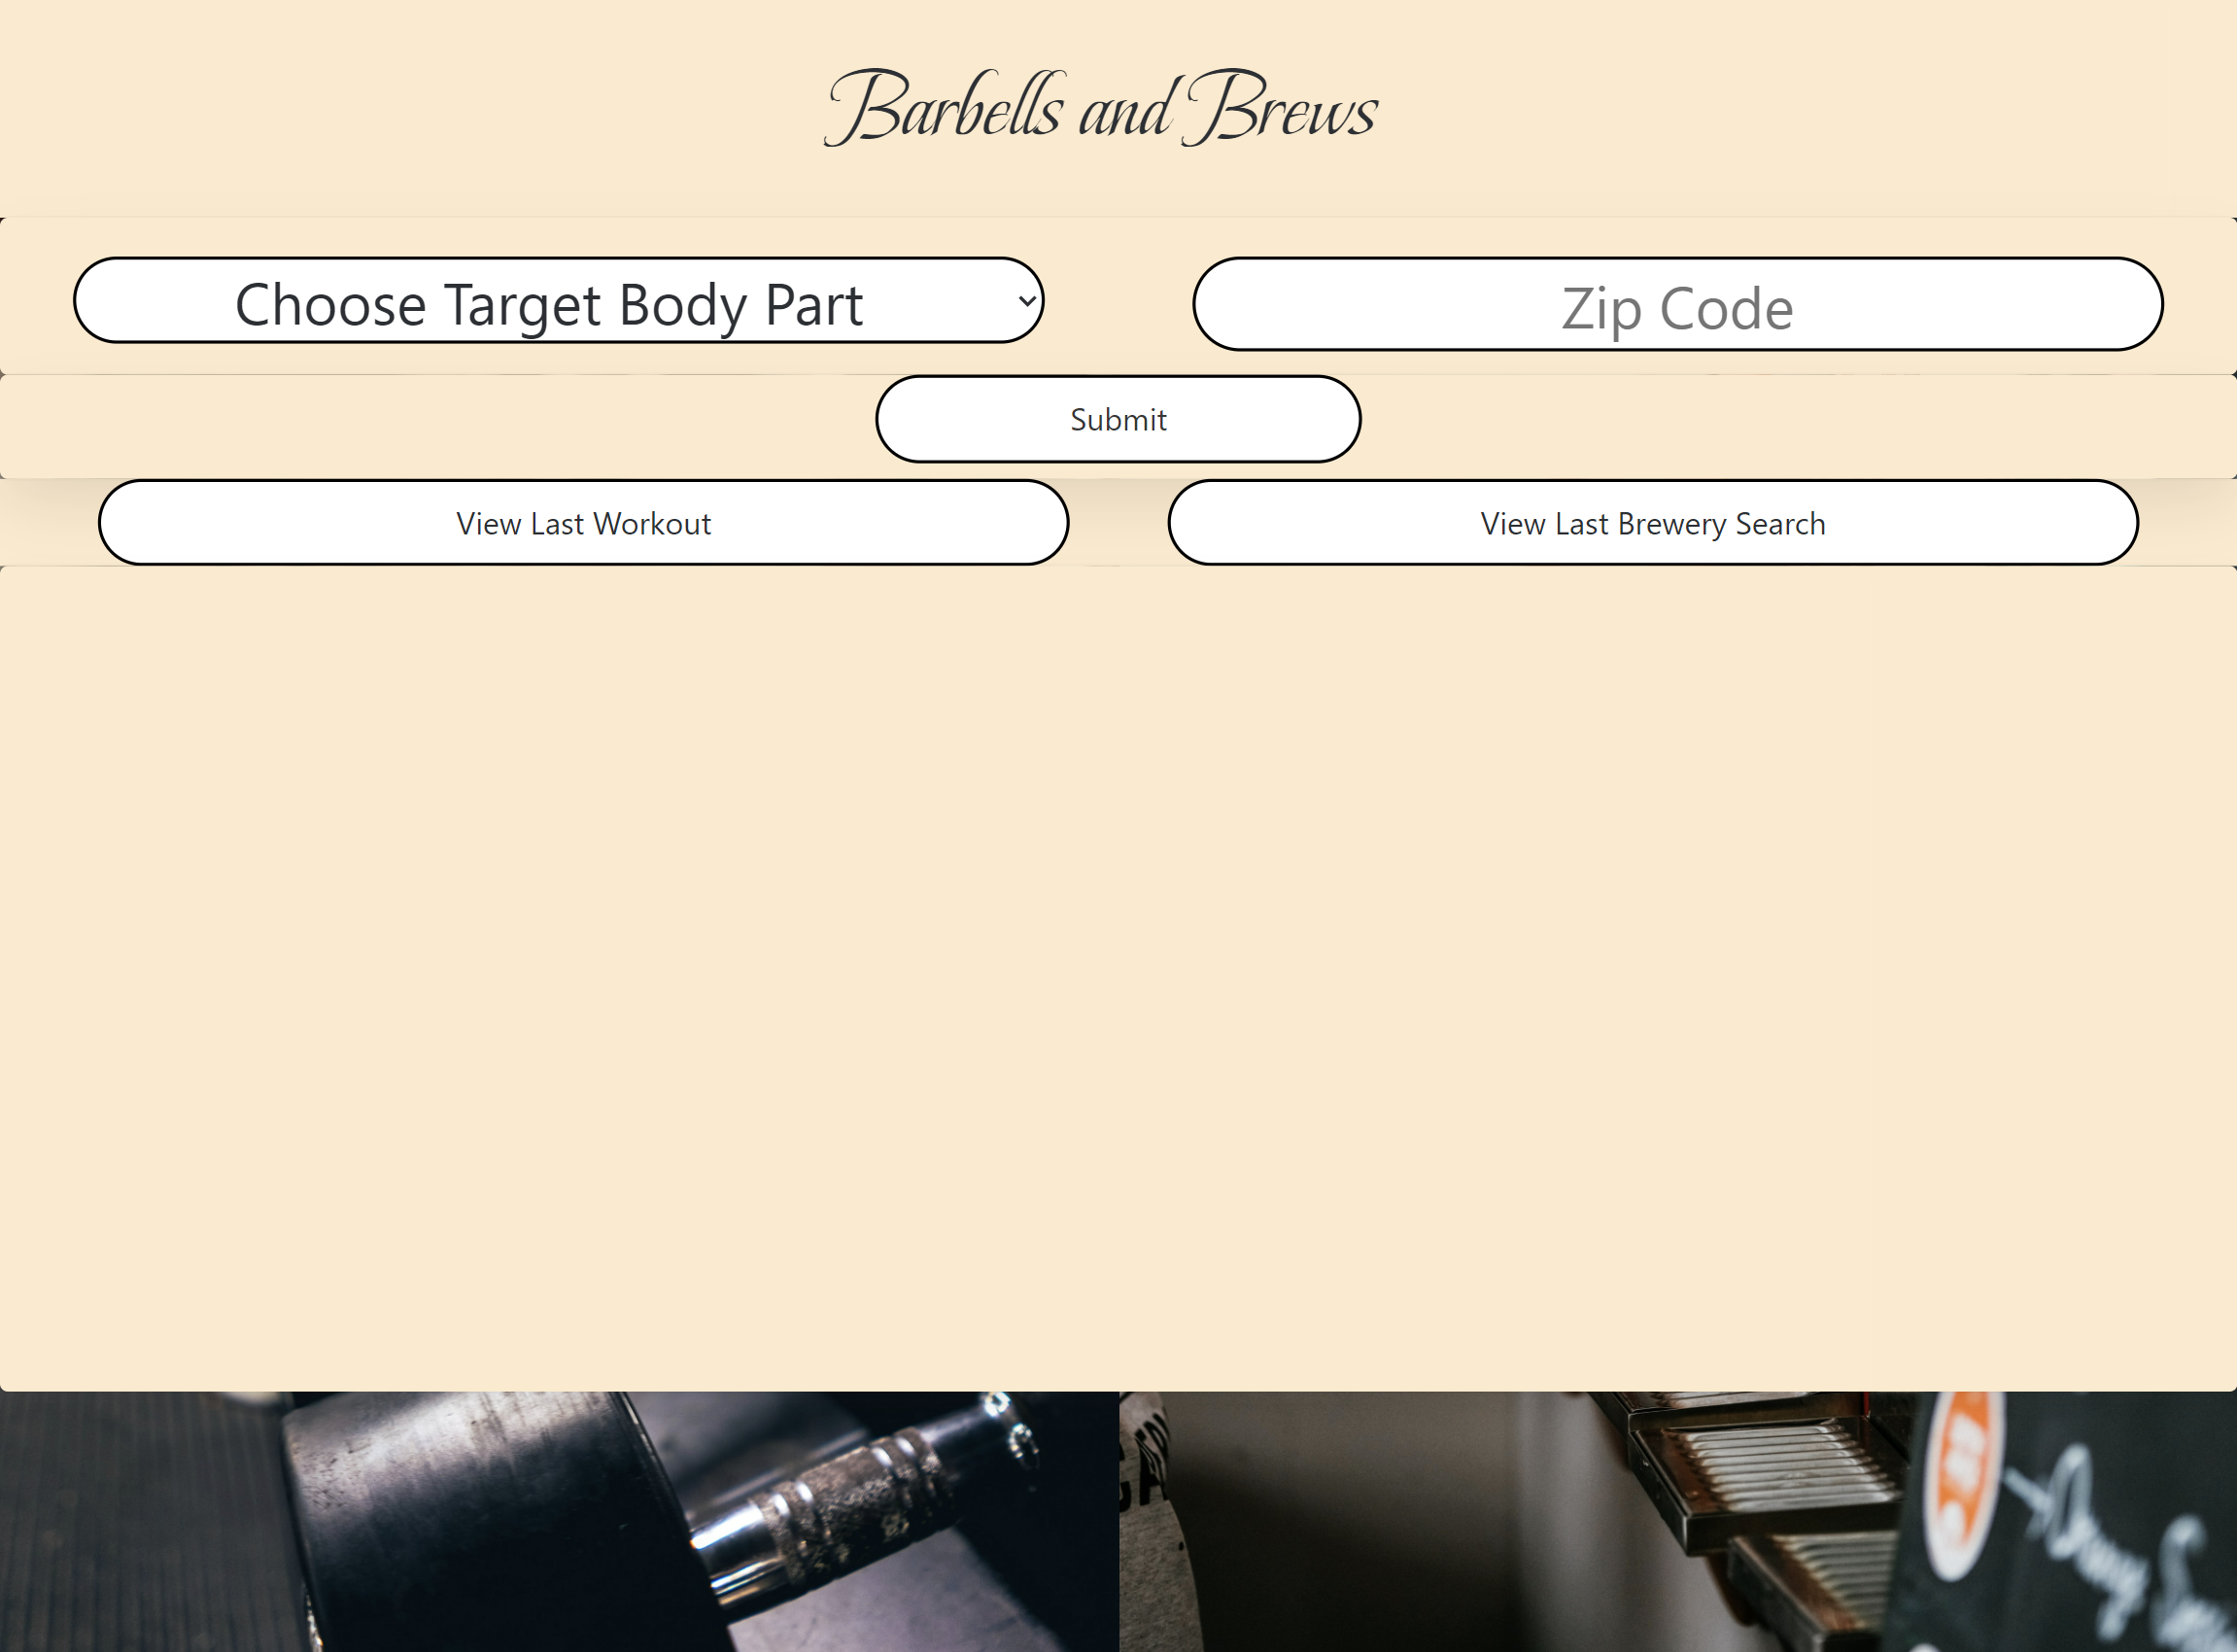 Barbells and Brews
Choose Target Body Part
Zip Code
Submit
View Last Workout
View Last Brewery Search